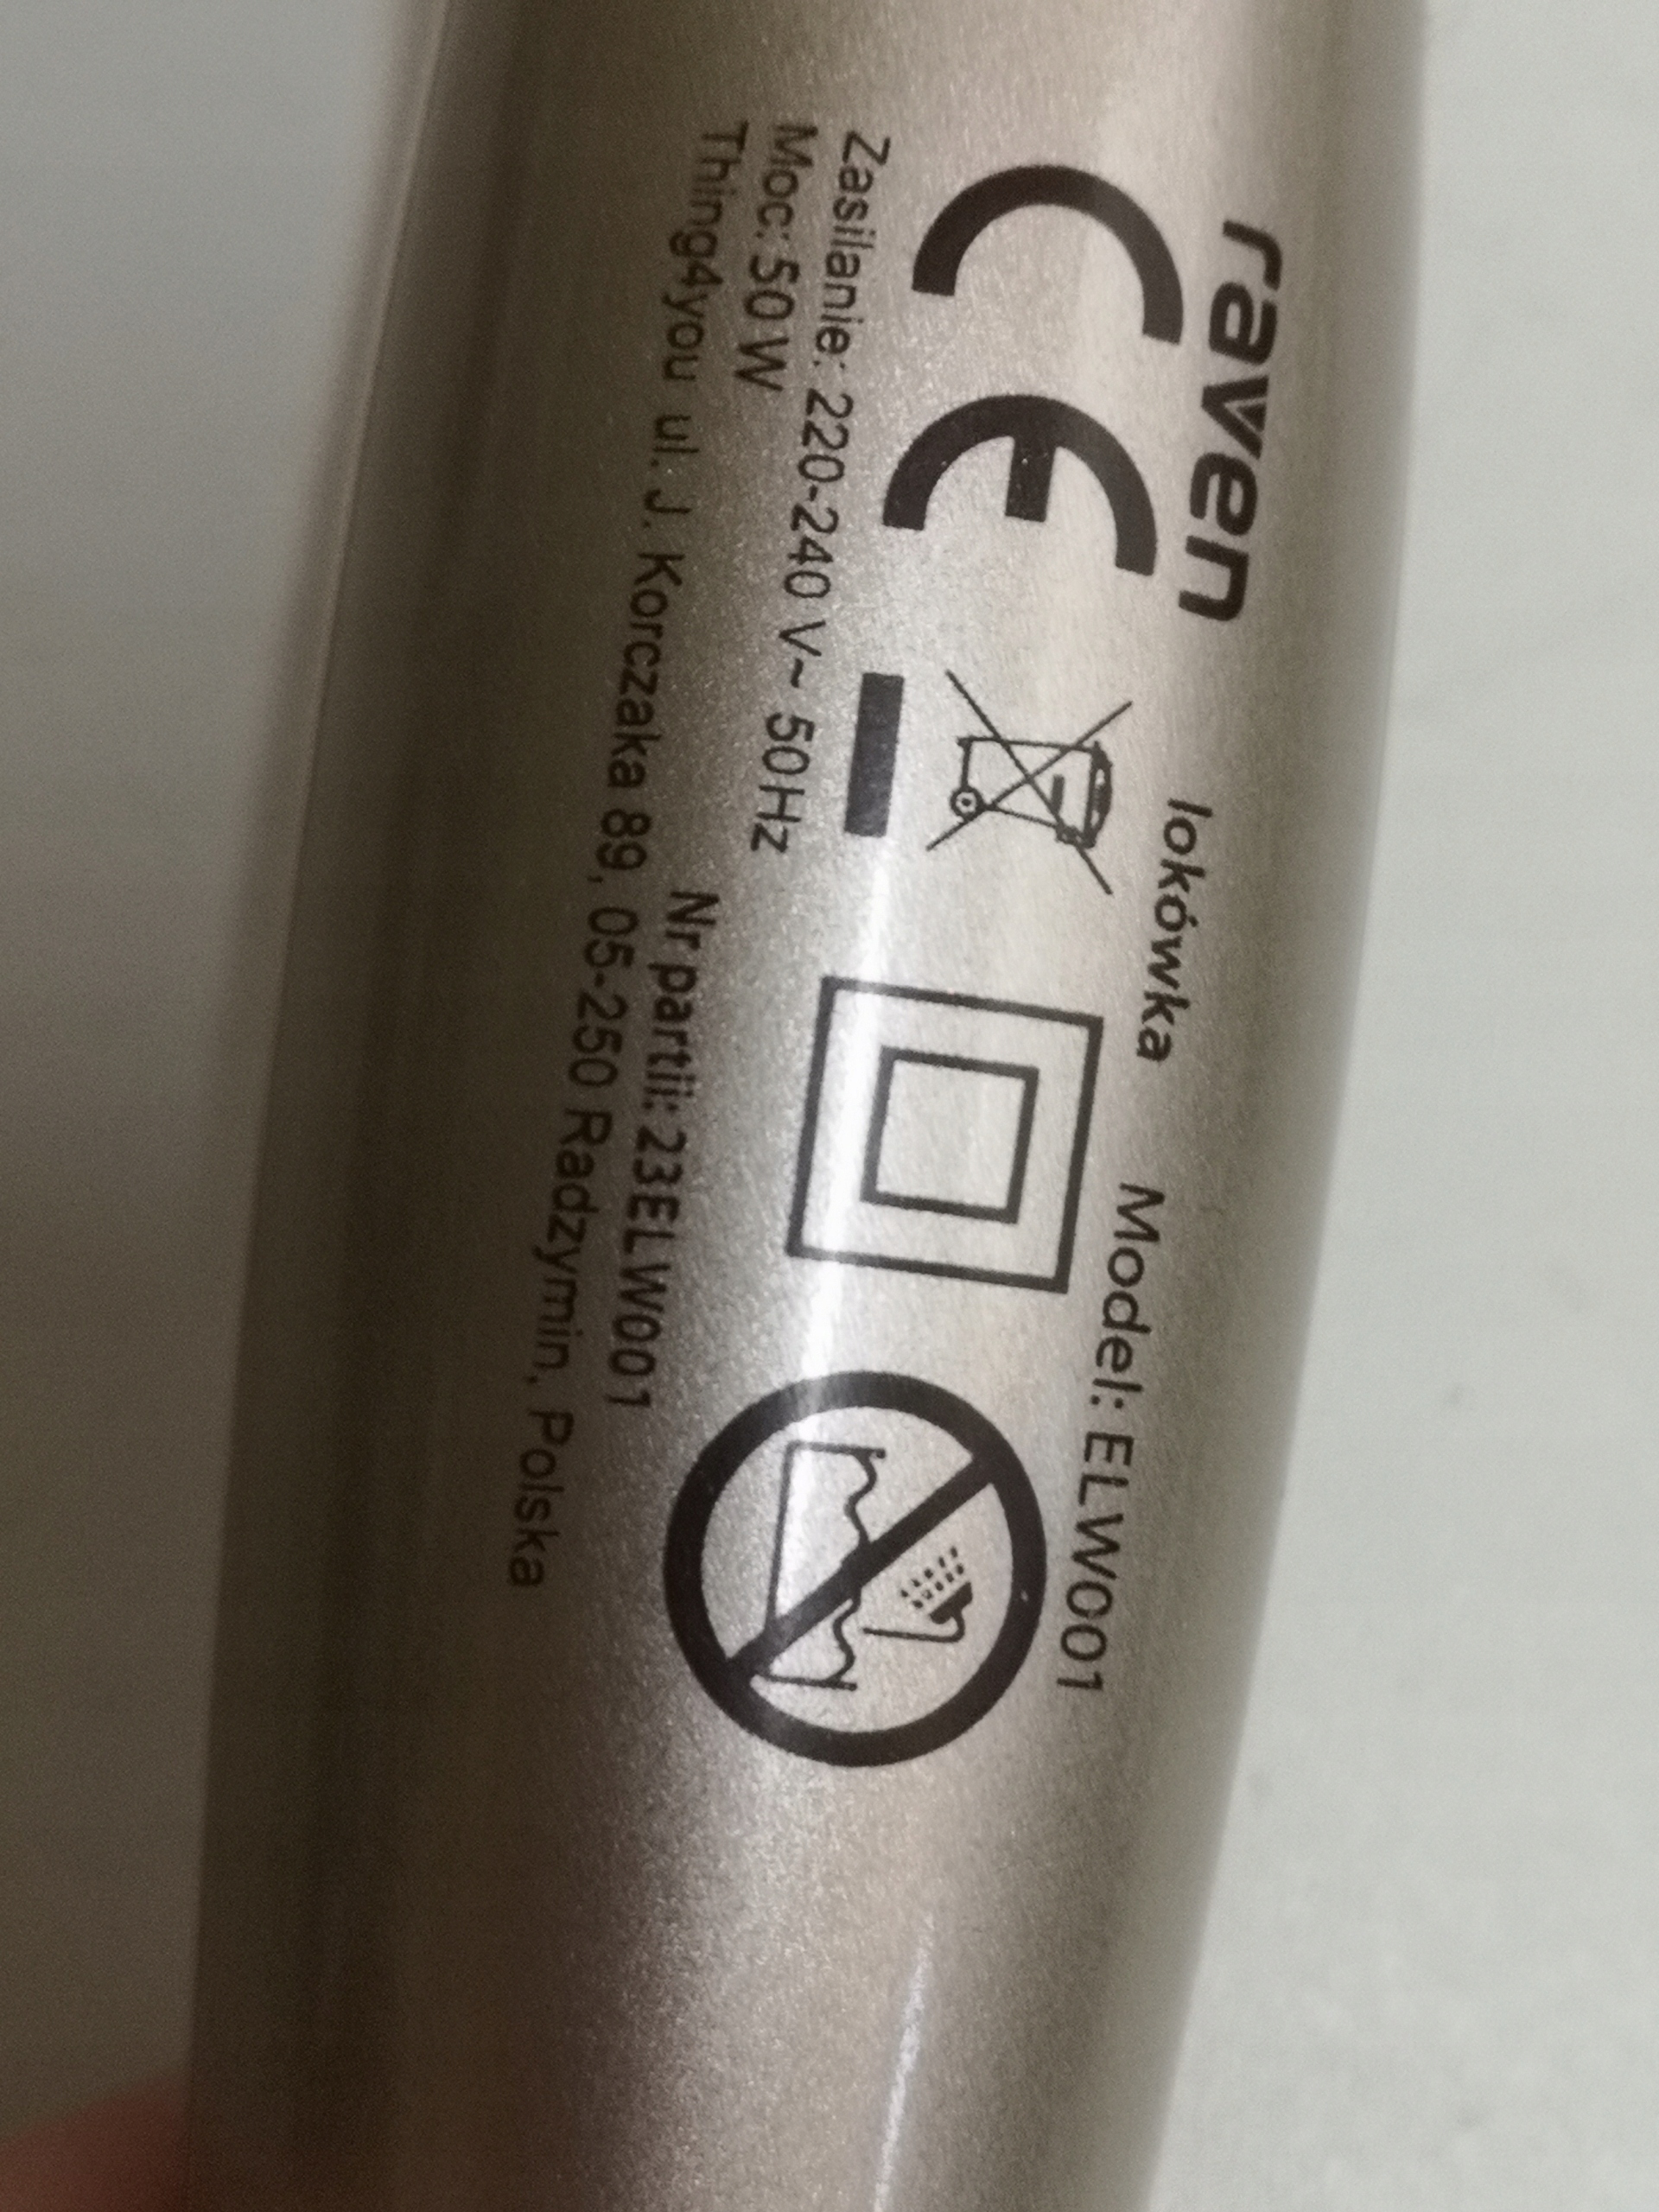 raven lokówka Model: ELW001
CE
Zasilanie: 220-240 V~ 50Hz
Moc: 50 W Nr partii: 23ELW001
Thing4you ul. J. Korczaka 89, 05-250 Radzymin, Polska